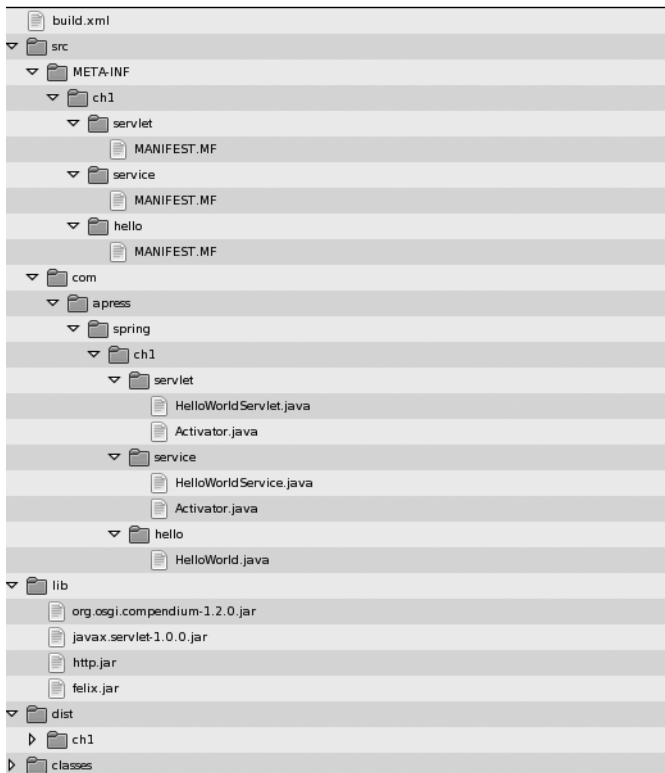 build.xml
src
META-INF
ch1
servlet
MANIFEST.MF
service
MANIFEST.MF
hello
MANIFEST.MF
com
apress
spring
ch1
servlet
HelloWorldServlet.java
Activator.java
service
HelloWorldService.java
Activator.java
hello
HelloWorld.java
lib
org.osgi.compendium-1.2.0.jar
javax.servlet-1.0.0.jar
http.jar
felix.jar
dist
ch1
classes